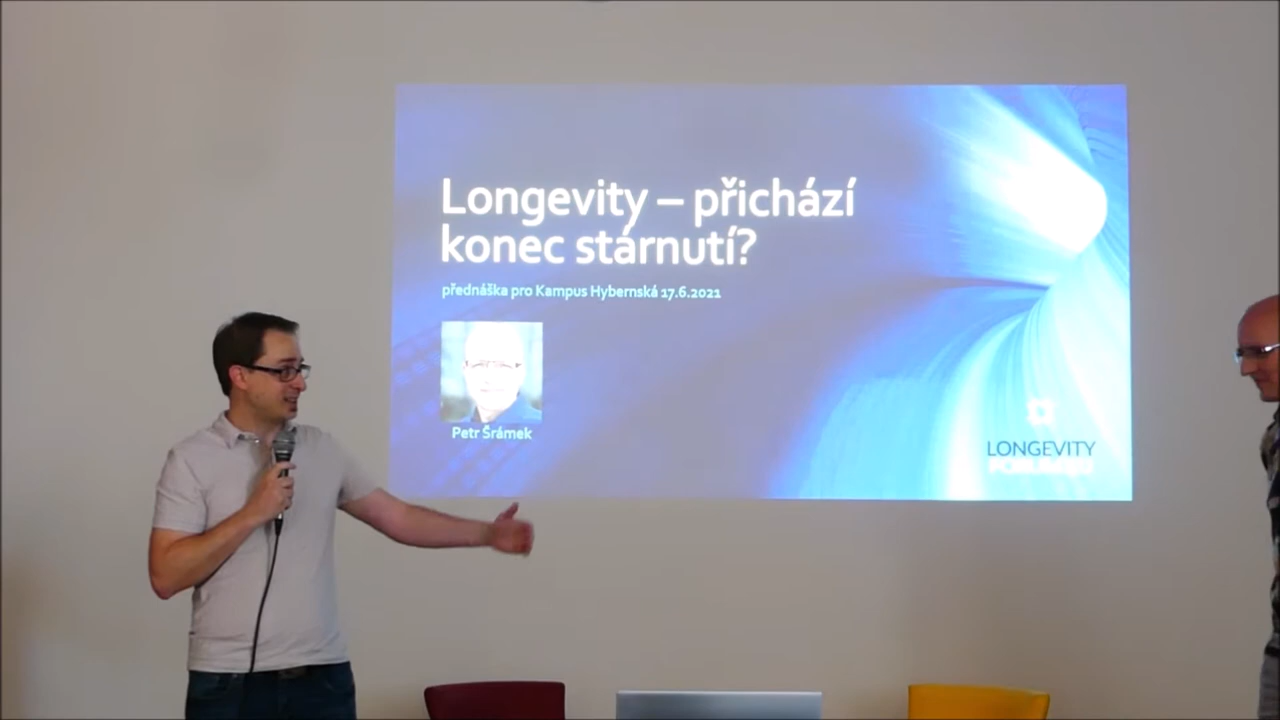 Longevity – přichází
konec stárnutí?
přednáška pro Kampus Hybernská 17.6.2021
Petr Šrámek
LONGEVITY